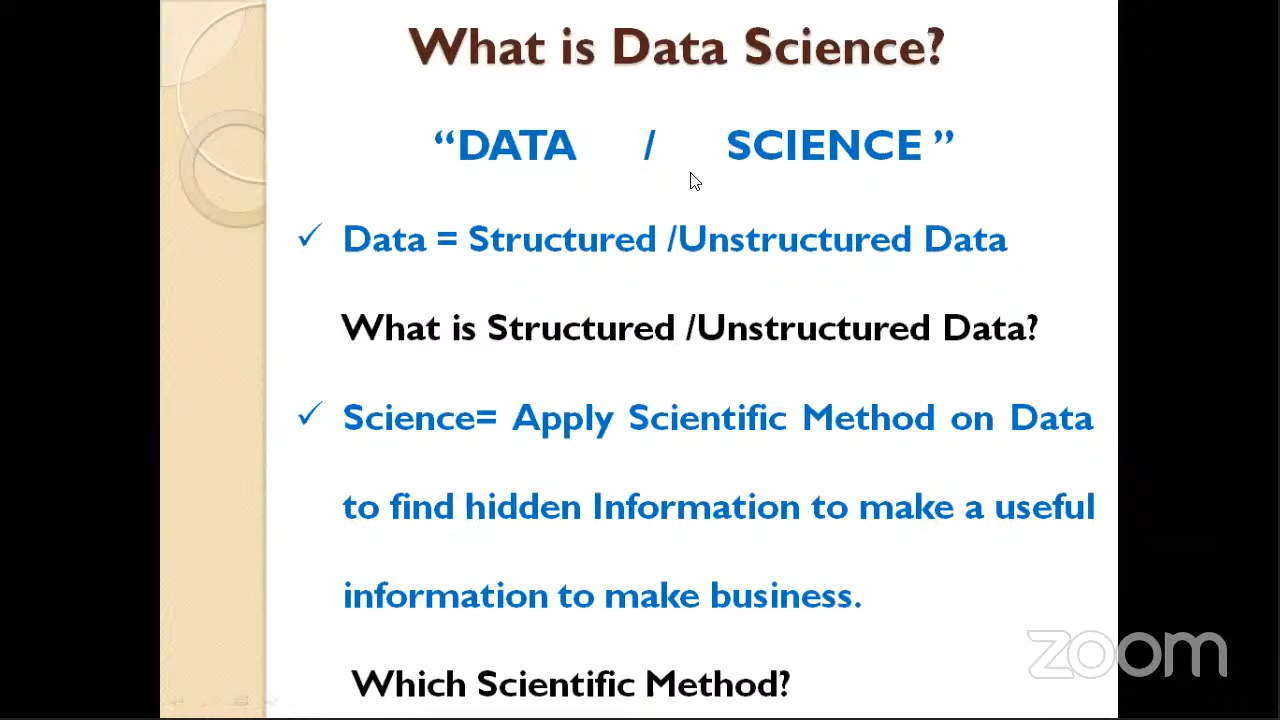 What is Data Science?
“DATA / SCIENCE ”
✓ Data = Structured /Unstructured Data
What is Structured /Unstructured Data?
✓ Science= Apply Scientific Method on Data
to find hidden Information to make a useful
information to make business.
zoom
Which Scientific Method?